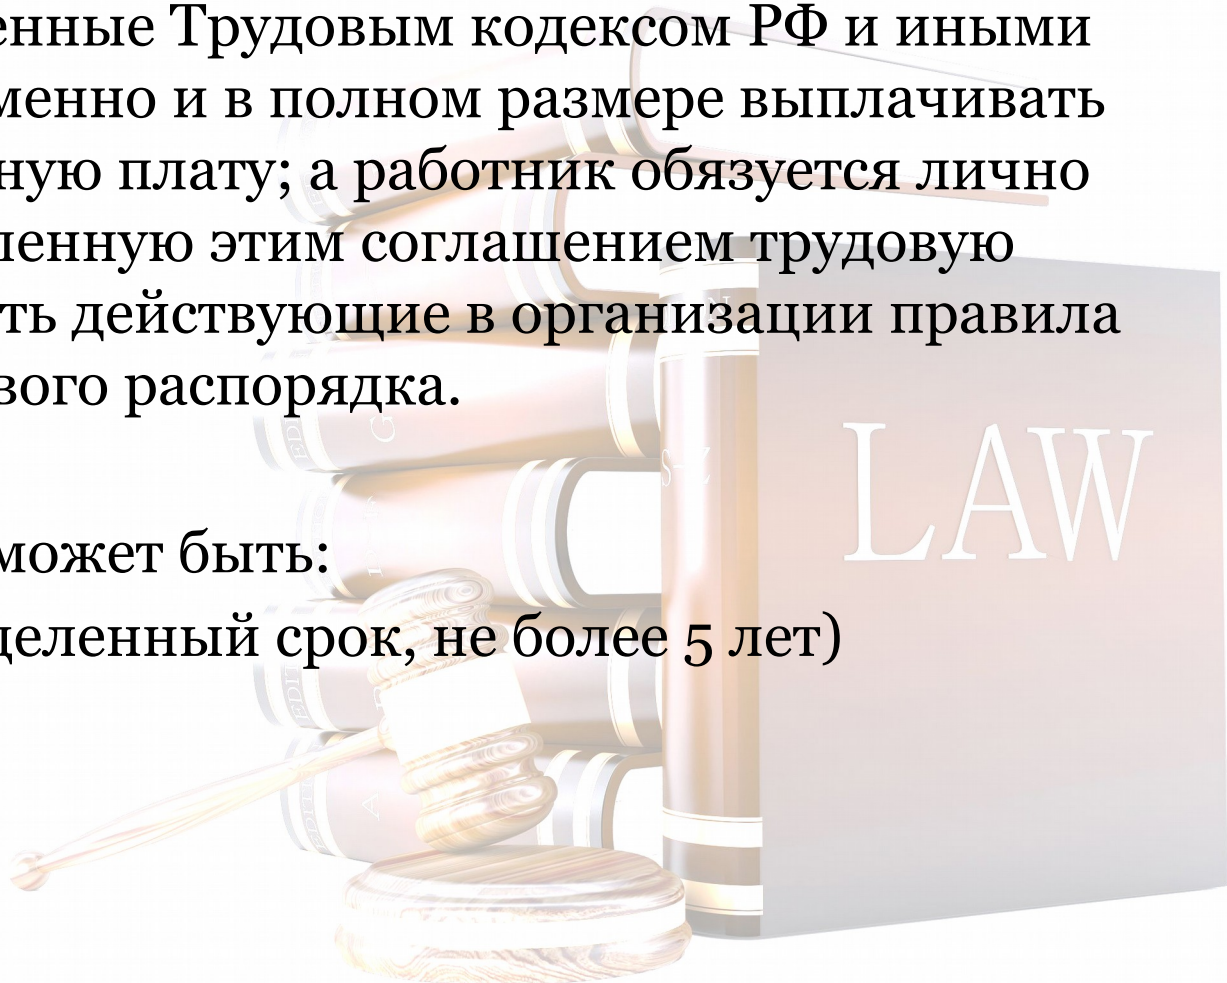 енные Трудовым кодексом РФ и иными
менно и в полном размере выплачивать
ную плату; а работник обязуется лично
ленную этим соглашением трудовую
ть действующие в организации правила
вого распорядка.
может быть:
деленный срок, не более 5 лет)
LAW
S-Z